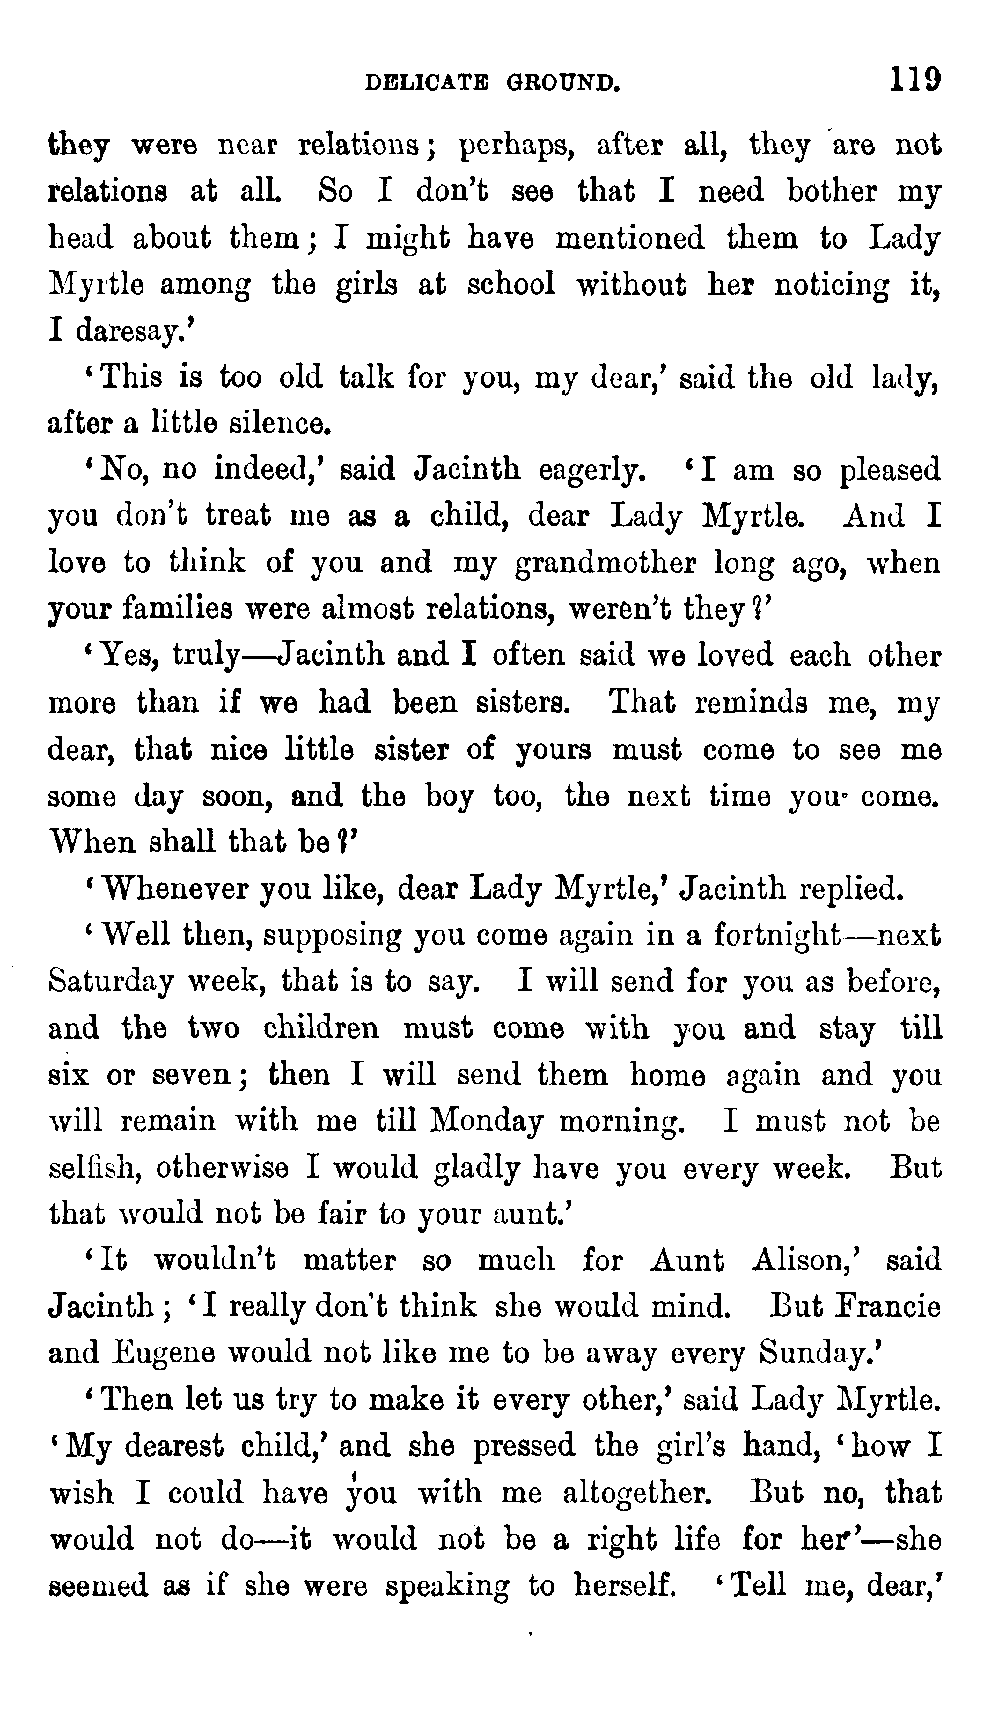 DELICATE GROUND. 119
they were near relations; perhaps, after all, they are not
relations at all. So I don't see that I need bother my
head about them; I might have mentioned them to Lady
Myrtle among the girls at school without her noticing it,
I daresay.'
'This is too old talk for you, my dear,' said the old lady,
after a little silence.
'No, no indeed,' said Jacinth eagerly. 'I am so pleased
you don't treat me as a child, dear Lady Myrtle. And I
love to think of you and my grandmother long ago, when
your families were almost relations, weren't they?'
'Yes, truly—Jacinth and I often said we loved each other
more than if we had been sisters. That reminds me, my
dear, that nice little sister of yours must come to see me
some day soon, and the boy too, the next time you come.
When shall that be?'
'Whenever you like, dear Lady Myrtle,' Jacinth replied.
'Well then, supposing you come again in a fortnight—next
Saturday week, that is to say. I will send for you as before,
and the two children must come with you and stay till
six or seven; then I will send them home again and you
will remain with me till Monday morning. I must not be
selfish, otherwise I would gladly have you every week. But
that would not be fair to your aunt.'
'It wouldn't matter so much for Aunt Alison,' said
Jacinth; 'I really don't think she would mind. But Francie
and Eugene would not like me to be away every Sunday.'
'Then let us try to make it every other,' said Lady Myrtle.
'My dearest child,' and she pressed the girl's hand, 'how I
wish I could have you with me altogether. But no, that
would not do—it would not be a right life for her'—she
seemed as if she were speaking to herself. 'Tell me, dear,'